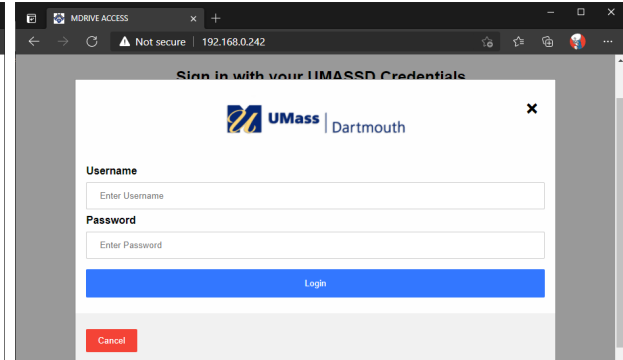 MDRIVE ACCESS
Not secure | 192.168.0.242
Sign in with your UMASSD Credentials
UMass | Dartmouth
Username
Enter Username
Password
Enter Password
Login
Cancel